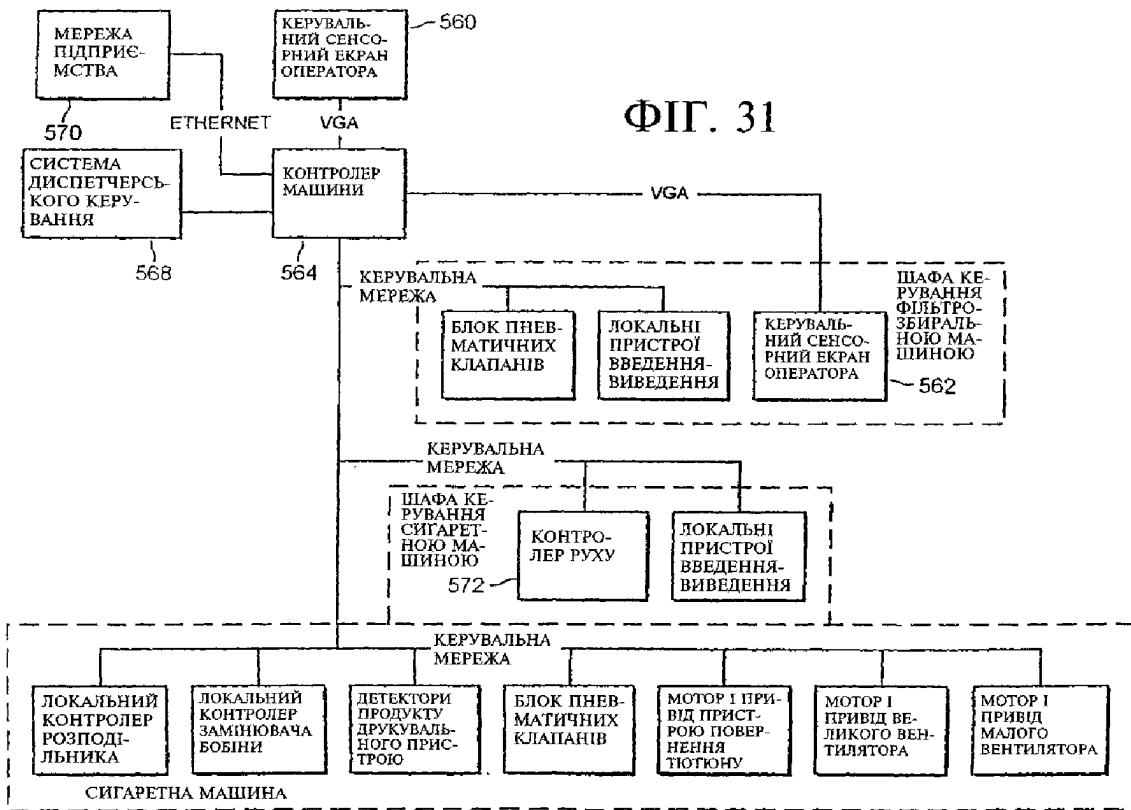 МЕРЕЖА
ПІДПРИЄ-
МСТВА
570
КЕРУВАЛЬ-
НИЙ СЕНСО-
РНИЙ ЕКРАН
ОПЕРАТОРА
560
ФІГ. 31
ETHERNET
VGA
СИСТЕМА
ДИСПЕТЧЕРСЬ-
КОГО КЕРУ-
ВАННЯ
568
КОНТРОЛЕР
МАШИНИ
564
VGA
КЕРУВАЛЬНА
МЕРЕЖА
БЛОК ПНЕВ-
МАТИЧНИХ
КЛАПАНІВ
ЛОКАЛЬНІ
ПРИСТРОЇ
ВВЕДЕННЯ-
ВИВЕДЕННЯ
КЕРУВАЛЬ-
НИЙ СЕНСО-
РНИЙ ЕКРАН
ОПЕРАТОРА
562
ШАФА КЕ-
РУВАННЯ
ФІЛЬТРО-
ЗБИРАЛЬ-
НОЮ МА-
ШИНОЮ
КЕРУВАЛЬНА
МЕРЕЖА
ШАФА КЕ-
РУВАННЯ
СИГАРЕТ-
НОЮ МА-
ШИНОЮ
572
КОНТРО-
ЛЕР РУХУ
ЛОКАЛЬНІ
ПРИСТРОЇ
ВВЕДЕННЯ-
ВИВЕДЕННЯ
КЕРУВАЛЬНА
МЕРЕЖА
ЛОКАЛЬНИЙ
КОНТРОЛЕР
РОЗПОДІ-
ЛЬНИКА
ЛОКАЛЬНИЙ
КОНТРОЛЕР
ЗАМІНЮВАЧА
БОБІНИ
ДЕТЕКТОРИ
ПРОДУКТУ
ДРУКУВАЛЬ-
НОГО ПРИС-
ТРОЮ
БЛОК ПНЕВ-
МАТИЧНИХ
КЛАПАНІВ
МОТОР І ПРИ-
ВІД ПРИСТ-
РОЮ ПОВЕР-
НЕННЯ
ТЮТЮНУ
МОТОР І
ПРИВІД ВЕ-
ЛИКОГО ВЕН-
ТИЛЯТОРА
МОТОР І
ПРИВІД
МАЛОГО
ВЕНТИЛЯТОРА
СИГАРЕТНА МАШИНА